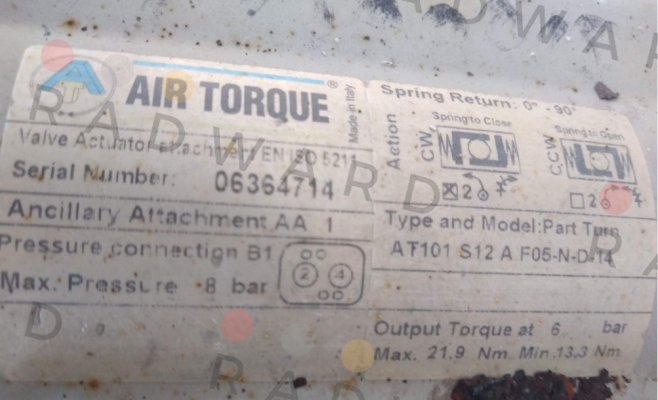 AIR TORQUE®
Made in Italy
Valve Actuator attachment EN ISO 5211
Serial Number: 06364714
Ancillary Attachment AA 1
Pressure connection B1
2 4
Max. Pressure 8 bar
Spring Return: 0° - 90°
Action
Spring to Close
CW
2
Spring to Open
CCW
2
Type and Model: Part Turn
AT101 S12 A F05-N-D-14
Output Torque at 6 bar
Max. 21.9 Nm Min.13,3 Nm
RADWARD